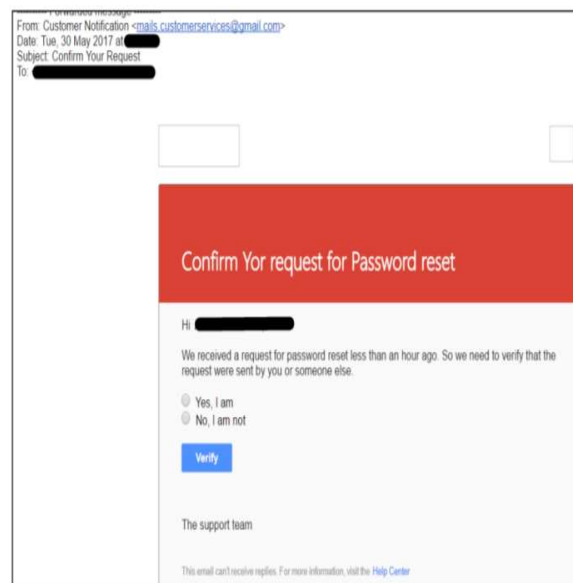 ---------- Forwarded message ----------
From: Customer Notification <mails.customerservices@gmail.com>
Date: Tue, 30 May 2017 at
Subject: Confirm Your Request
To:
Confirm Yor request for Password reset
Hi
We received a request for password reset less than an hour ago. So we need to verify that the
request were sent by you or someone else.
Yes, I am
No, I am not
Verify
The support team
This email can't receive replies. For more information, visit the Help Center